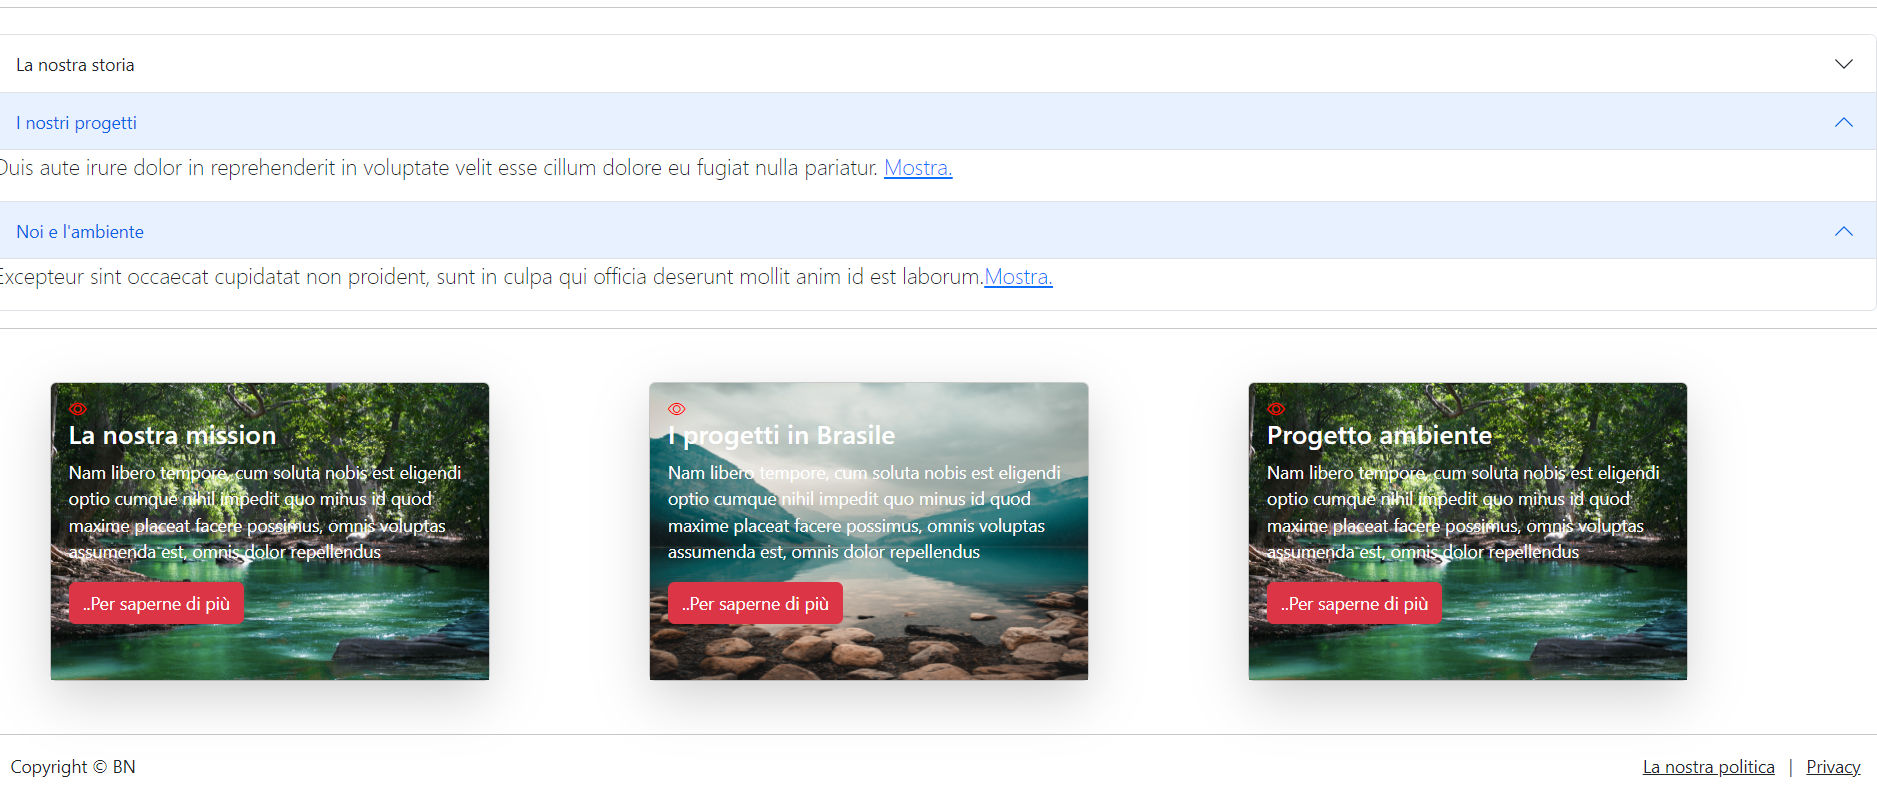 La nostra storia
I nostri progetti
Duis aute irure dolor in reprehenderit in voluptate velit esse cillum dolore eu fugiat nulla pariatur. Mostra.
Noi e l'ambiente
Excepteur sint occaecat cupidatat non proident, sunt in culpa qui officia deserunt mollit anim id est laborum.Mostra.
La nostra mission
Nam libero tempore, cum soluta nobis est eligendi
optio cumque nihil impedit quo minus id quod
maxime placeat facere possimus, omnis voluptas
assumenda est, omnis dolor repellendus
..Per saperne di più
I progetti in Brasile
Nam libero tempore, cum soluta nobis est eligendi
optio cumque nihil impedit quo minus id quod
maxime placeat facere possimus, omnis voluptas
assumenda est, omnis dolor repellendus
..Per saperne di più
Progetto ambiente
Nam libero tempore, cum soluta nobis est eligendi
optio cumque nihil impedit quo minus id quod
maxime placeat facere possimus, omnis voluptas
assumenda est, omnis dolor repellendus
..Per saperne di più
Copyright © BN
La nostra politica | Privacy